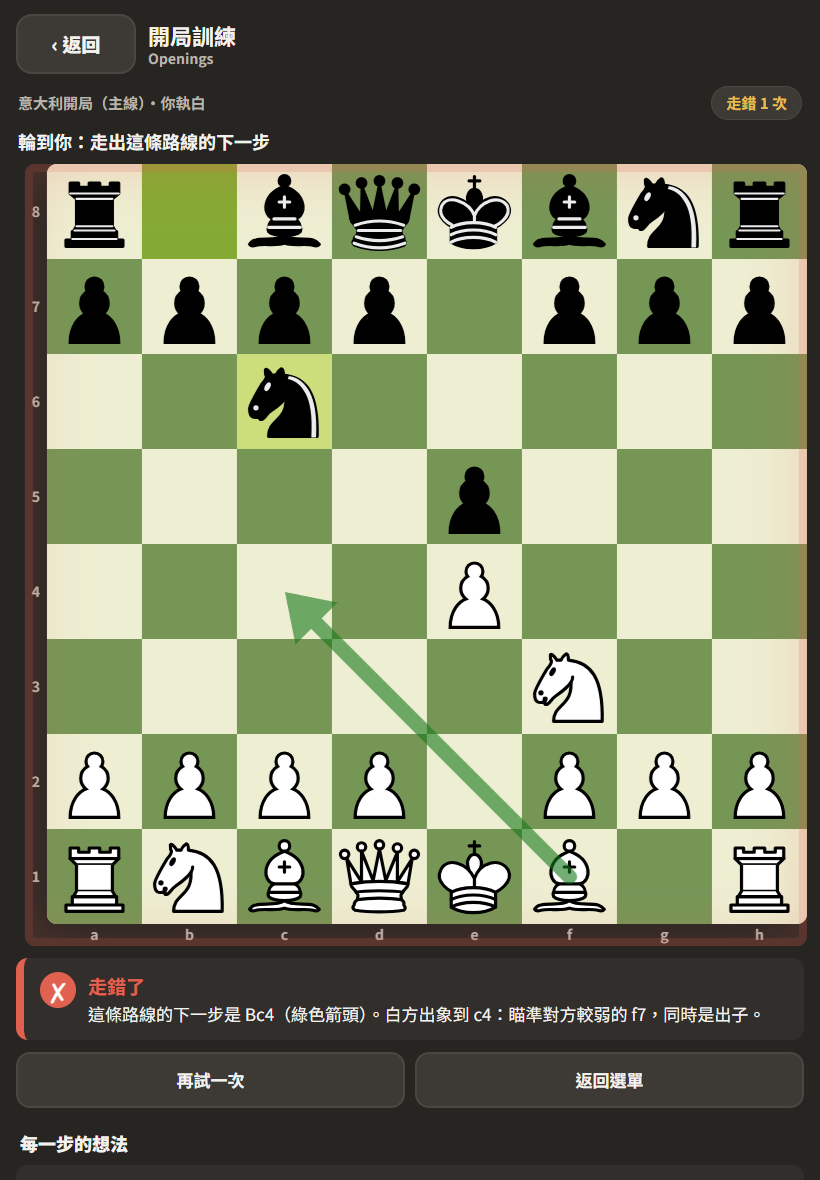 ‹ 返回
開局訓練
Openings
意大利開局（主線）・你執白
走錯 1 次
輪到你：走出這條路線的下一步
8
7
6
5
4
3
2
1
a b c d e f g h
走錯了
這條路線的下一步是 Bc4（綠色箭頭）。白方出象到 c4：瞄準對方較弱的 f7，同時是出子。
再試一次
返回選單
每一步的想法